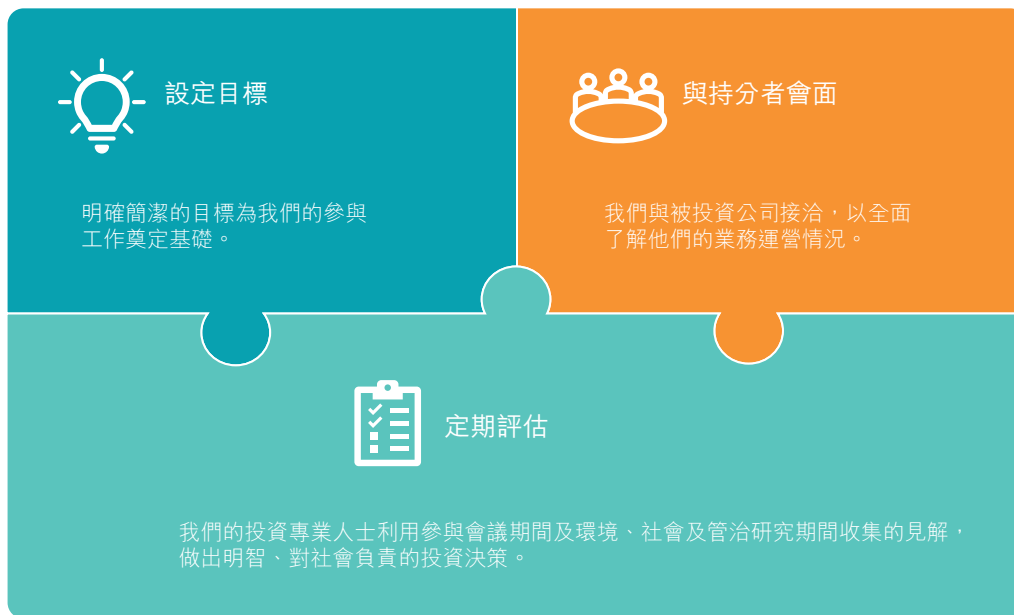 設定目標
明確簡潔的目標為我們的參與
工作奠定基礎。
與持分者會面
我們與被投資公司接洽，以全面
了解他們的業務運營情況。
定期評估
我們的投資專業人士利用參與會議期間及環境、社會及管治研究期間收集的見解，
做出明智、對社會負責的投資決策。